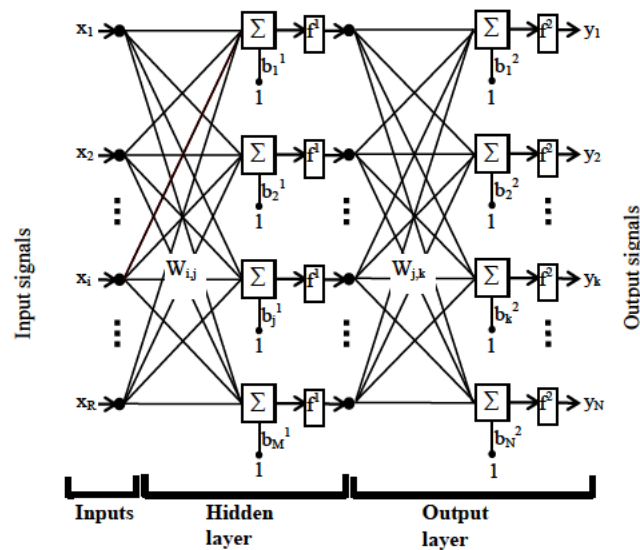 x1 Σ f1 Σ f2 y1
b1 1 b1 2
1 1
x2 Σ f1 Σ f2 y2
b2 1 b2 2
1 1
Input signals
Output signals
Wi,j Wj,k
xi Σ f1 Σ f2 yk
bj 1 bk 2
1 1
xR Σ f1 Σ f2 yN
bM 1 bN 2
1 1
Inputs Hidden layer Output layer